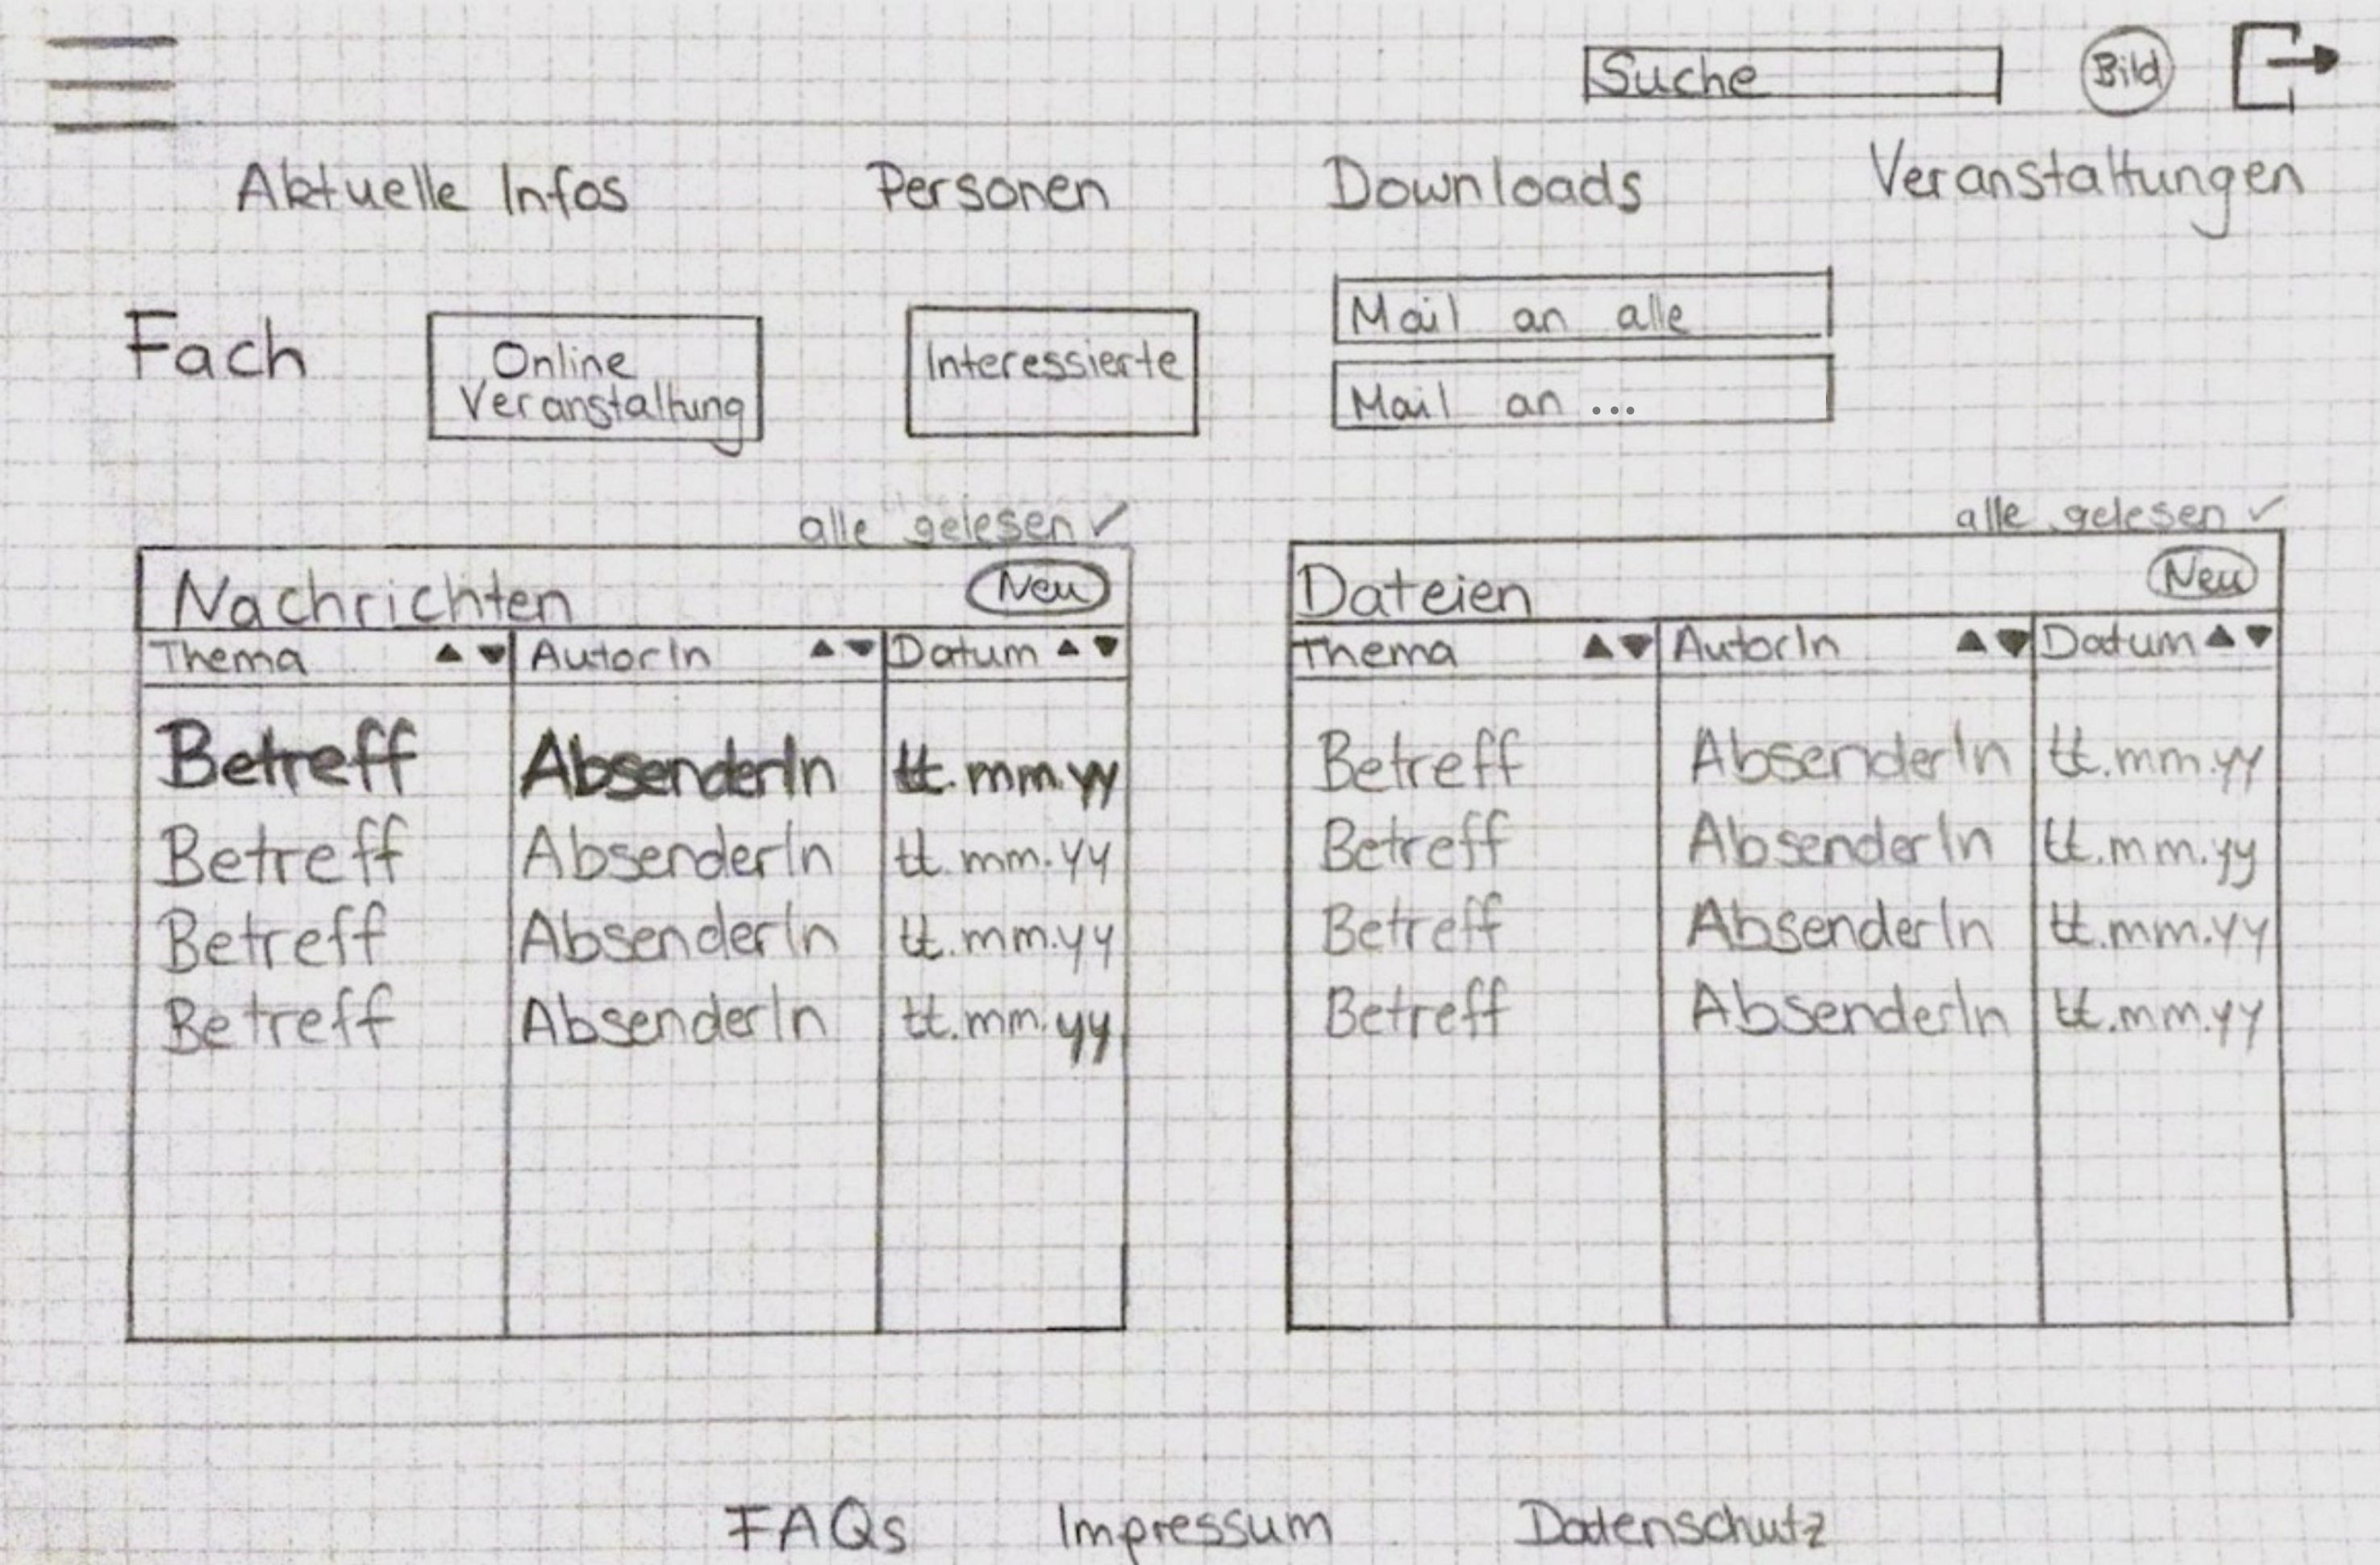 Suche Bild
Aktuelle Infos Personen Downloads Veranstaltungen
Fach
Online
Veranstaltung
Interessierte
Mail an alle
Mail an ...
alle gelesen ✓
Nachrichten Neu
Thema ▲▼ AutorIn ▲▼ Datum ▲▼
Betreff AbsenderIn tt.mm.yy
Betreff AbsenderIn tt.mm.yy
Betreff AbsenderIn tt.mm.yy
Betreff AbsenderIn tt.mm.yy
alle gelesen ✓
Dateien Neu
Thema ▲▼ AutorIn ▲▼ Datum ▲▼
Betreff AbsenderIn tt.mm.yy
Betreff AbsenderIn tt.mm.yy
Betreff AbsenderIn tt.mm.yy
Betreff AbsenderIn tt.mm.yy
FAQs Impressum Datenschutz